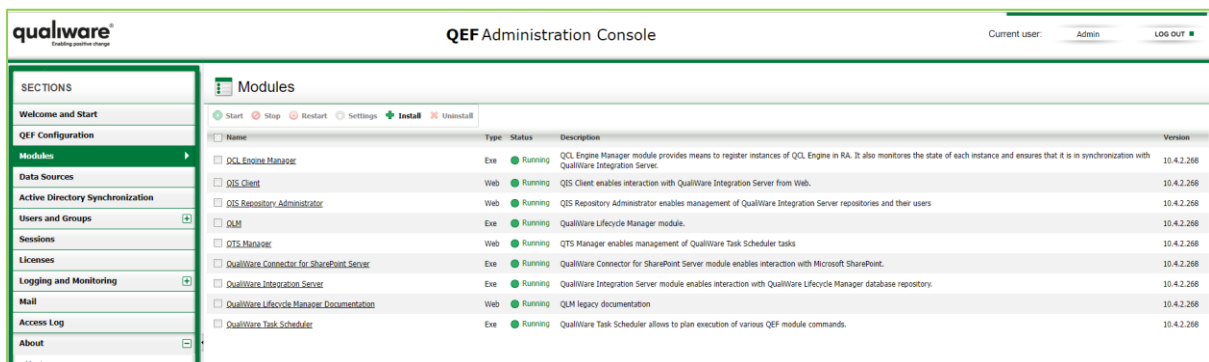 qualiware®
Enabling positive change
QEF Administration Console
Current user: Admin LOG OUT
SECTIONS
Welcome and Start
QEF Configuration
Modules
Data Sources
Active Directory Synchronization
Users and Groups
Sessions
Licenses
Logging and Monitoring
Mail
Access Log
About
Modules
Start Stop Restart Settings Install Uninstall
Name Type Status Description Version
QCL Engine Manager Exe Running QCL Engine Manager module provides means to register instances of QCL Engine in RA. It also monitores the state of each instance and ensures that it is in synchronization with
QualiWare Integration Server. 10.4.2.268
QIS Client Web Running QIS Client enables interaction with QualiWare Integration Server from Web. 10.4.2.268
QIS Repository Administrator Web Running QIS Repository Administrator enables management of QualiWare Integration Server repositories and their users 10.4.2.268
QLM Exe Running QualiWare Lifecycle Manager module. 10.4.2.268
QTS Manager Web Running QTS Manager enables management of QualiWare Task Scheduler tasks 10.4.2.268
QualiWare Connector for SharePoint Server Exe Running QualiWare Connector for SharePoint Server module enables interaction with Microsoft SharePoint. 10.4.2.268
QualiWare Integration Server Exe Running QualiWare Integration Server module enables interaction with QualiWare Lifecycle Manager database repository. 10.4.2.268
QualiWare Lifecycle Manager Documentation Web Running QLM legacy documentation 10.4.2.268
QualiWare Task Scheduler Exe Running QualiWare Task Scheduler allows to plan execution of various QEF module commands. 10.4.2.268